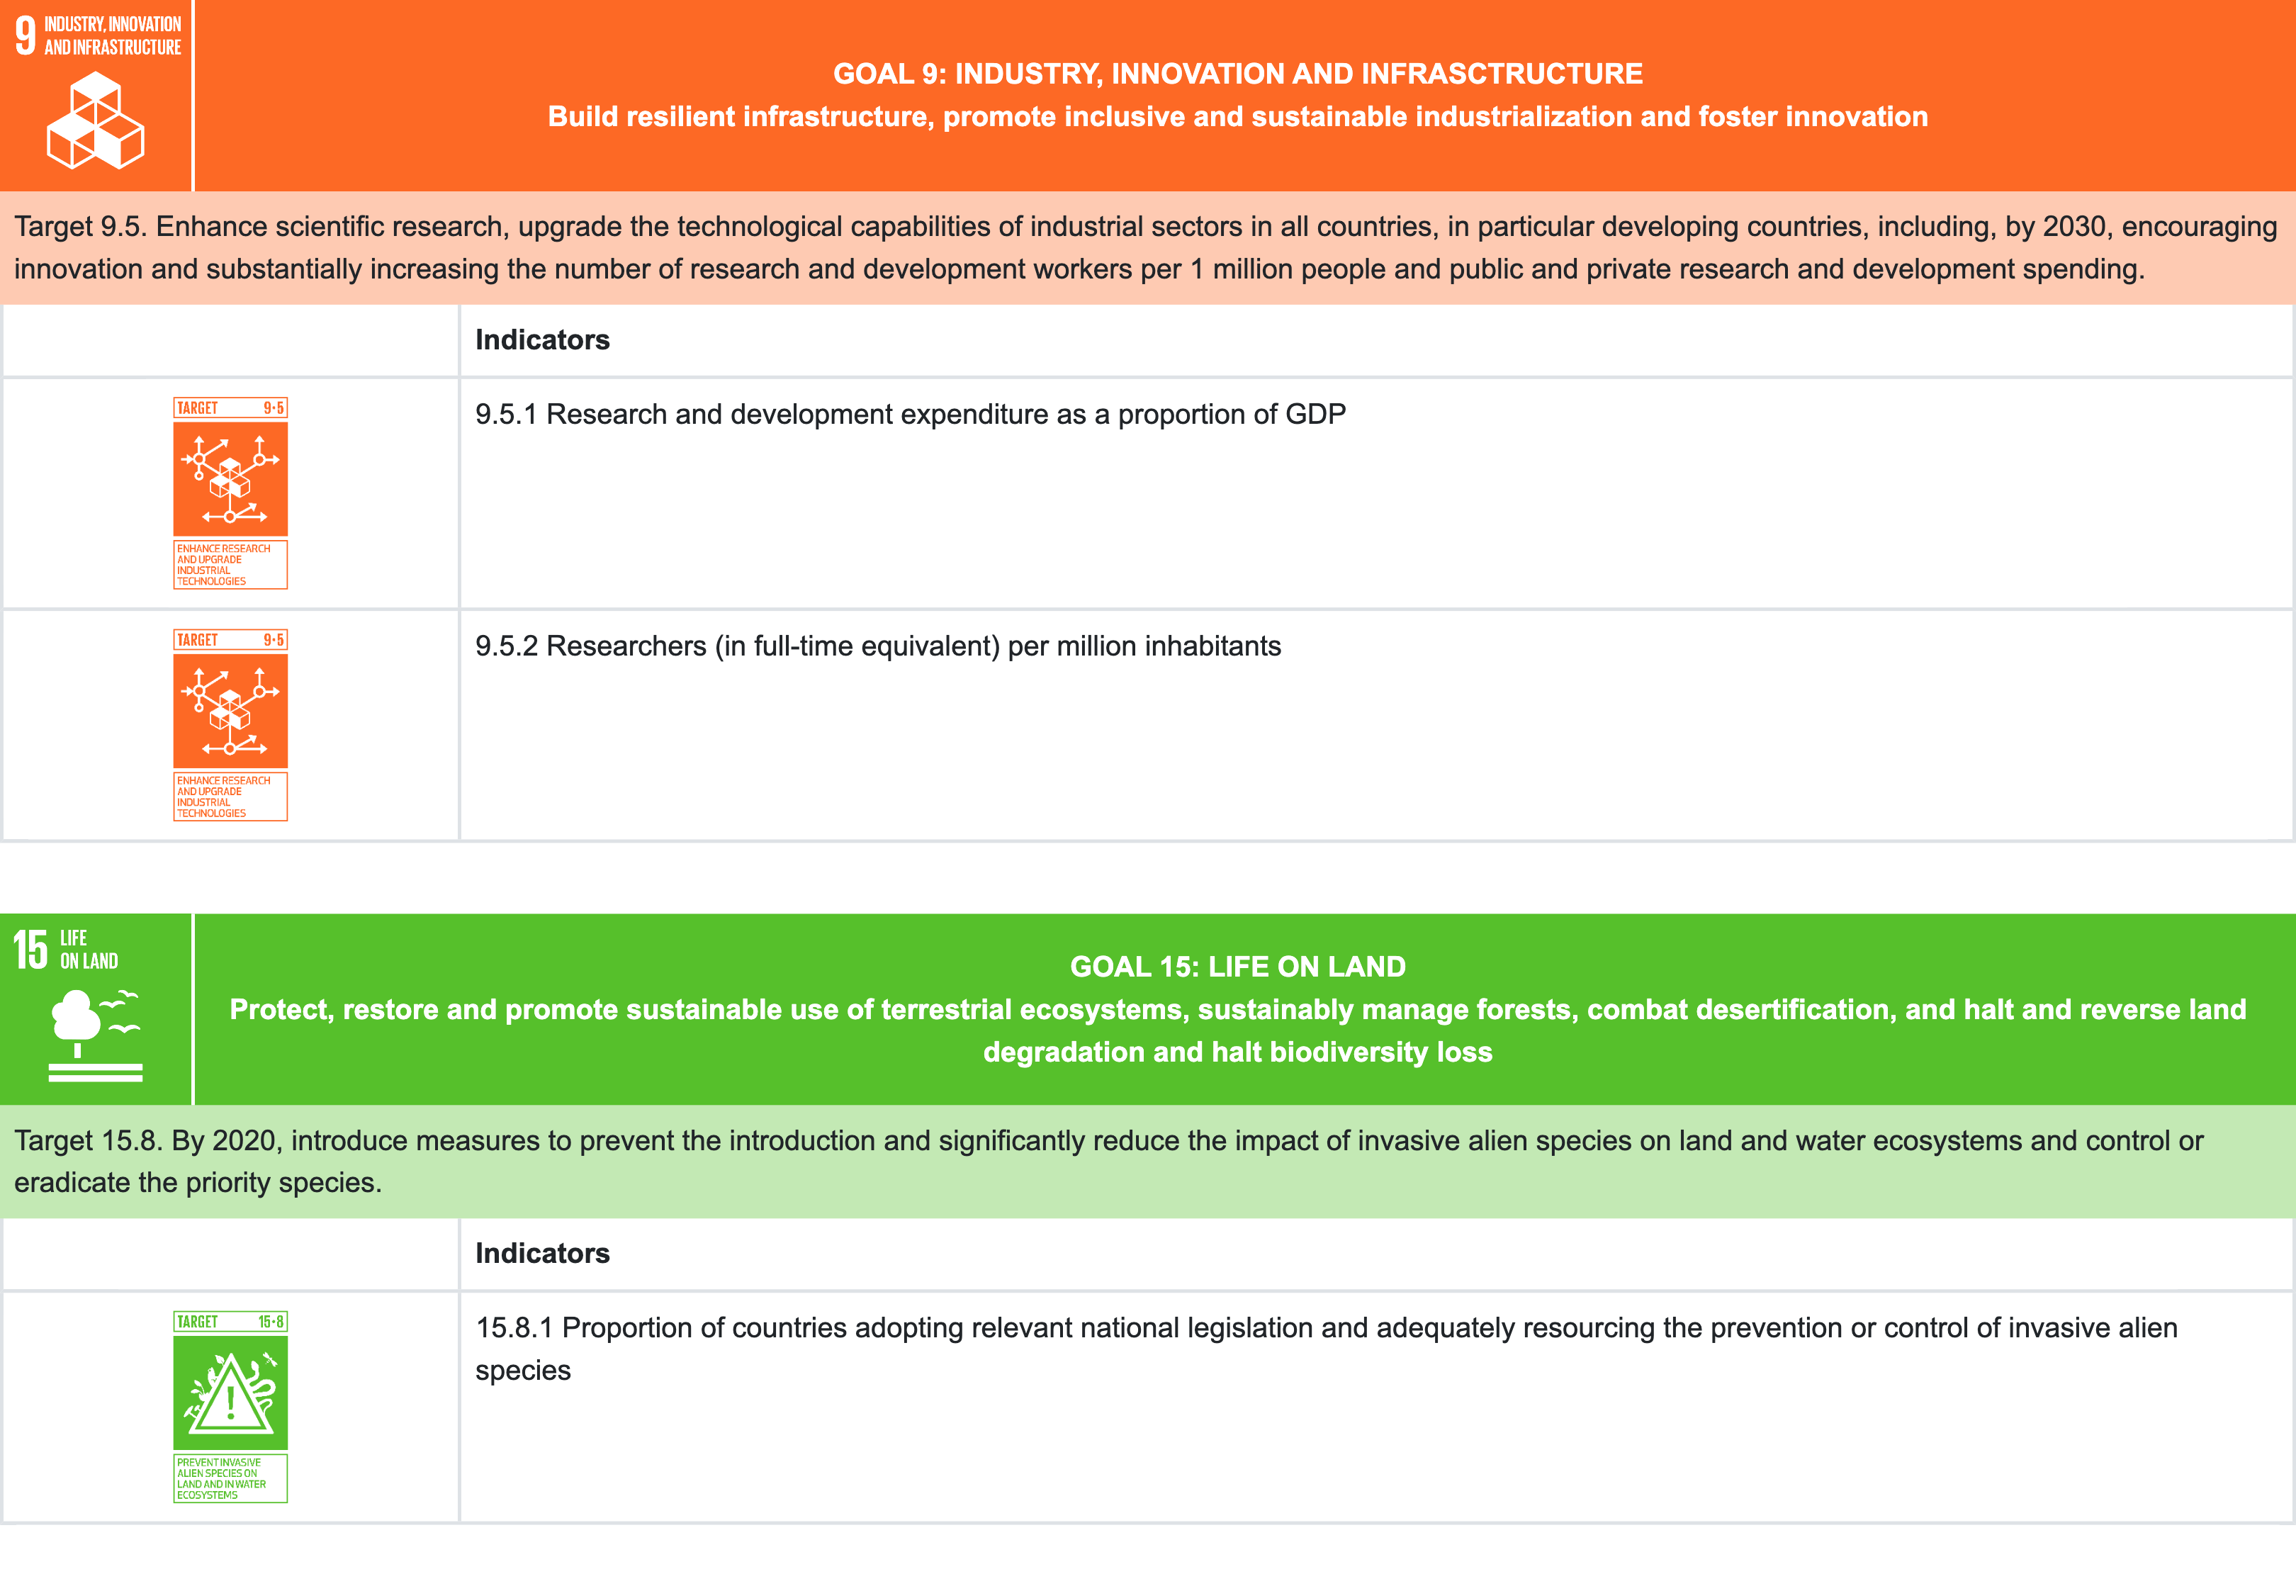 9 INDUSTRY, INNOVATION
AND INFRASTRUCTURE
GOAL 9: INDUSTRY, INNOVATION AND INFRASCTRUCTURE
Build resilient infrastructure, promote inclusive and sustainable industrialization and foster innovation
Target 9.5. Enhance scientific research, upgrade the technological capabilities of industrial sectors in all countries, in particular developing countries, including, by 2030, encouraging
innovation and substantially increasing the number of research and development workers per 1 million people and public and private research and development spending.
Indicators
TARGET 9·5
ENHANCE RESEARCH
AND UPGRADE
INDUSTRIAL
TECHNOLOGIES
9.5.1 Research and development expenditure as a proportion of GDP
TARGET 9·5
ENHANCE RESEARCH
AND UPGRADE
INDUSTRIAL
TECHNOLOGIES
9.5.2 Researchers (in full-time equivalent) per million inhabitants
15 LIFE
ON LAND
GOAL 15: LIFE ON LAND
Protect, restore and promote sustainable use of terrestrial ecosystems, sustainably manage forests, combat desertification, and halt and reverse land
degradation and halt biodiversity loss
Target 15.8. By 2020, introduce measures to prevent the introduction and significantly reduce the impact of invasive alien species on land and water ecosystems and control or
eradicate the priority species.
Indicators
TARGET 15·8
PREVENT INVASIVE
ALIEN SPECIES ON
LAND AND IN WATER
ECOSYSTEMS
15.8.1 Proportion of countries adopting relevant national legislation and adequately resourcing the prevention or control of invasive alien
species